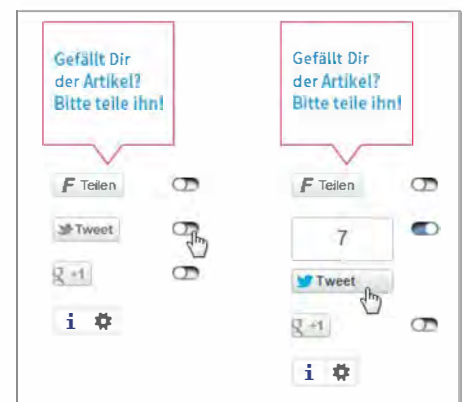 Gefällt Dir
der Artikel?
Bitte teile ihn!
F Teilen
Tweet
g +1
i
Gefällt Dir
der Artikel?
Bitte teile ihn!
F Teilen
7
Tweet
g +1
i